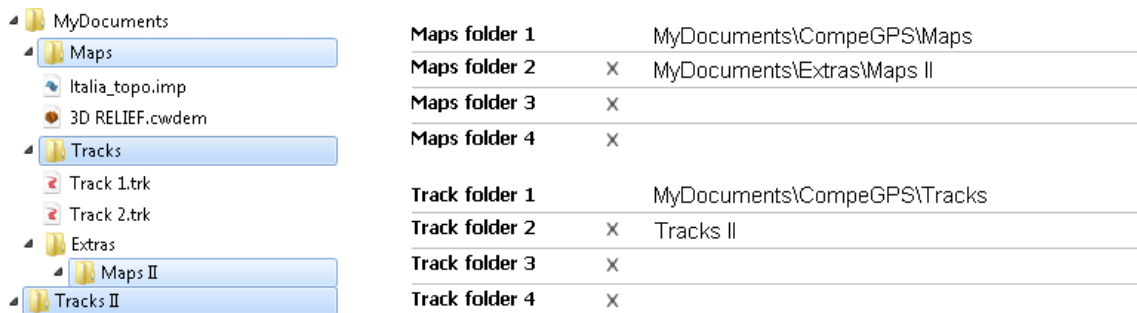 MyDocuments
Maps
Italia_topo.imp
3D RELIEF.cwdem
Tracks
Track 1.trk
Track 2.trk
Extras
Maps II
Tracks II
Maps folder 1 MyDocuments\CompeGPS\Maps
Maps folder 2 x MyDocuments\Extras\Maps II
Maps folder 3 x
Maps folder 4 x
Track folder 1 MyDocuments\CompeGPS\Tracks
Track folder 2 x Tracks II
Track folder 3 x
Track folder 4 x